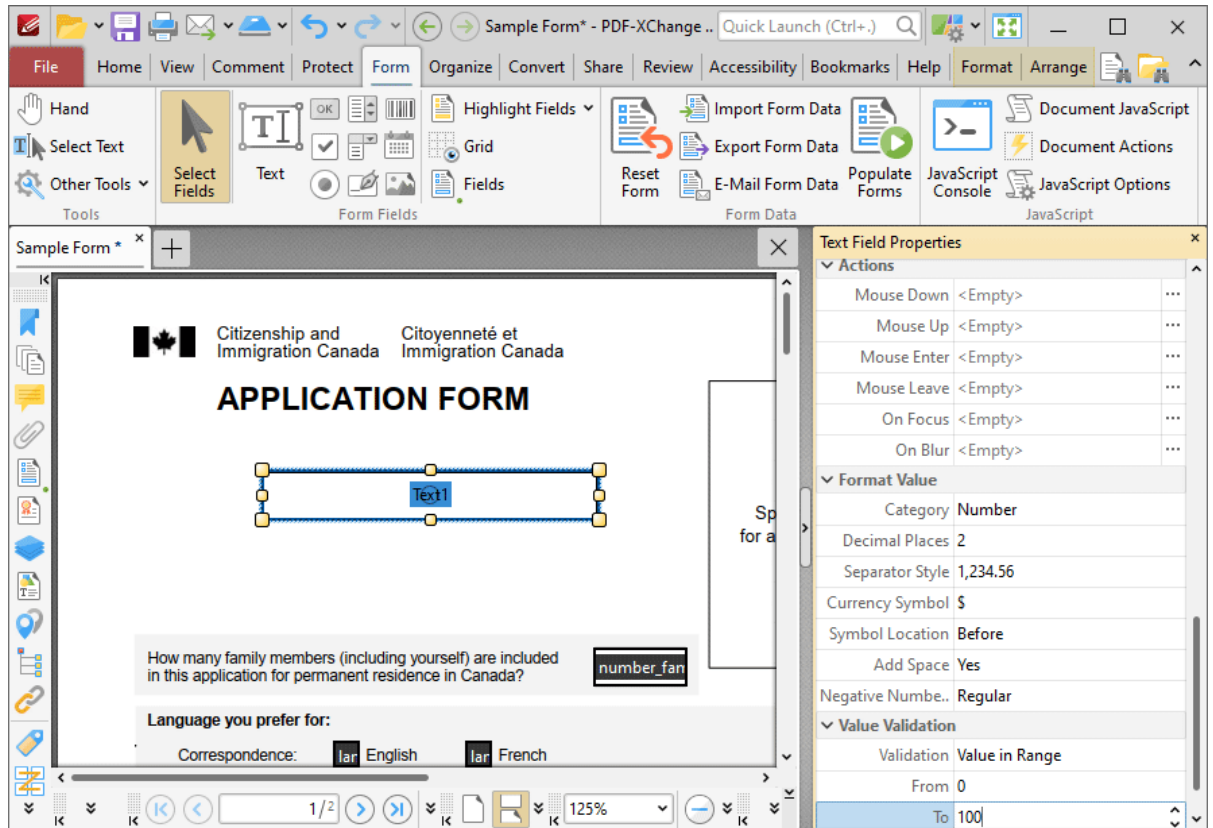 Sample Form* - PDF-XChange .. Quick Launch (Ctrl+.)
File Home View Comment Protect Form Organize Convert Share Review Accessibility Bookmarks Help Format Arrange
Hand
Select Text
Other Tools
Tools
Select Fields
Text
OK
Highlight Fields
Grid
Fields
Form Fields
Reset Form
Import Form Data
Export Form Data
E-Mail Form Data
Populate Forms
Form Data
JavaScript Console
Document JavaScript
Document Actions
JavaScript Options
JavaScript
Sample Form *
Citizenship and Immigration Canada
Citoyenneté et Immigration Canada
APPLICATION FORM
Text1
Sp
for a
How many family members (including yourself) are included
in this application for permanent residence in Canada?
number_fan
Language you prefer for:
Correspondence: lar English lar French
1/2
125%
Text Field Properties
Actions
Mouse Down <Empty>
Mouse Up <Empty>
Mouse Enter <Empty>
Mouse Leave <Empty>
On Focus <Empty>
On Blur <Empty>
Format Value
Category Number
Decimal Places 2
Separator Style 1,234.56
Currency Symbol $
Symbol Location Before
Add Space Yes
Negative Numbe.. Regular
Value Validation
Validation Value in Range
From 0
To 100